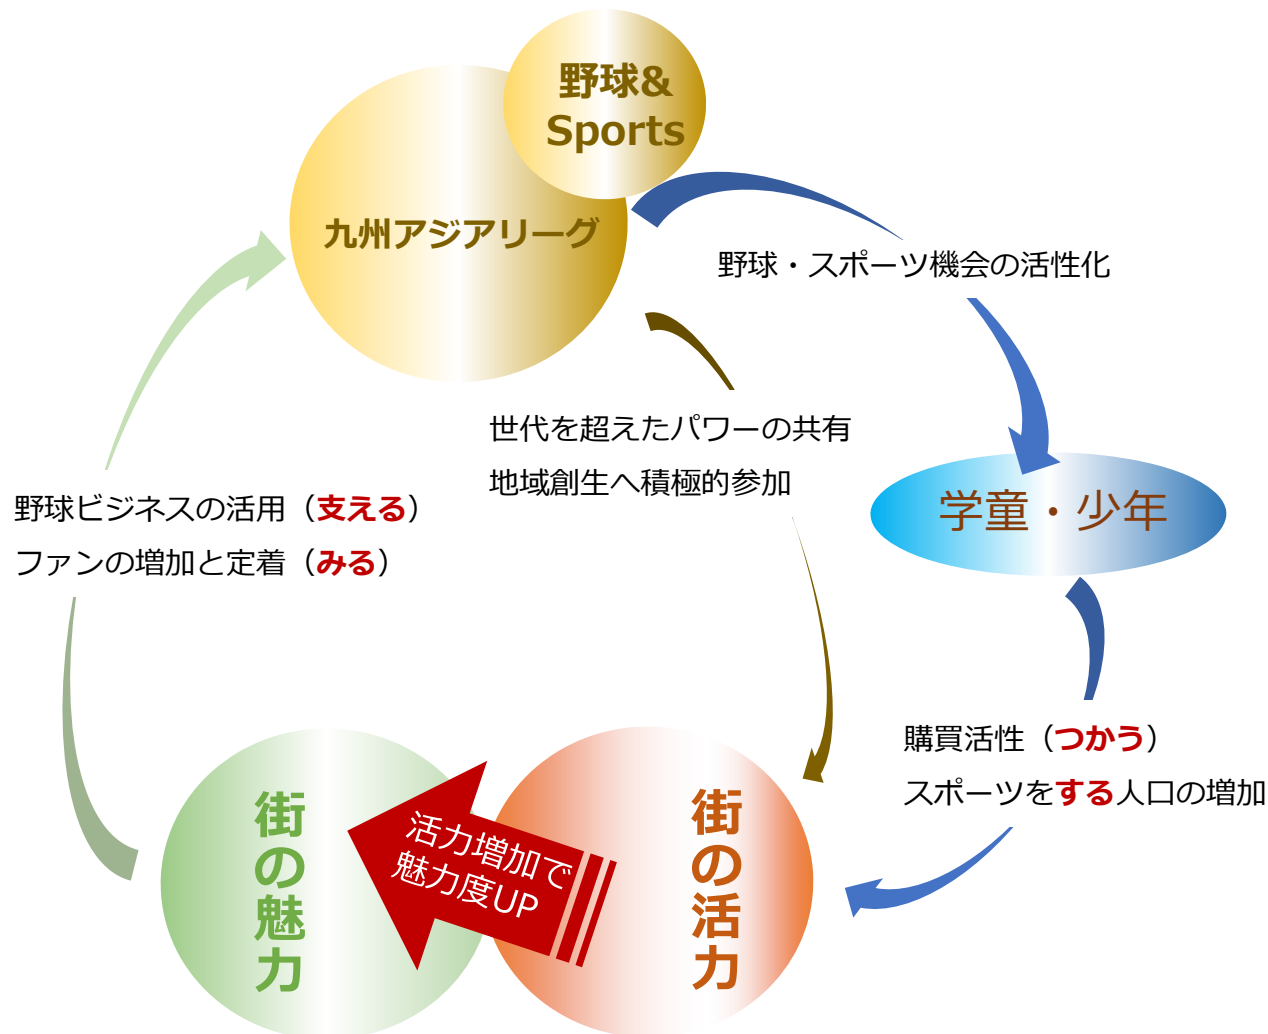 野球&
Sports
九州アジアリーグ
野球・スポーツ機会の活性化
世代を超えたパワーの共有
地域創生へ積極的参加
学童・少年
野球ビジネスの活用（支える）
ファンの増加と定着（みる）
購買活性（つかう）
スポーツをする人口の増加
街の魅力
活力増加で
魅力度UP
街の活力